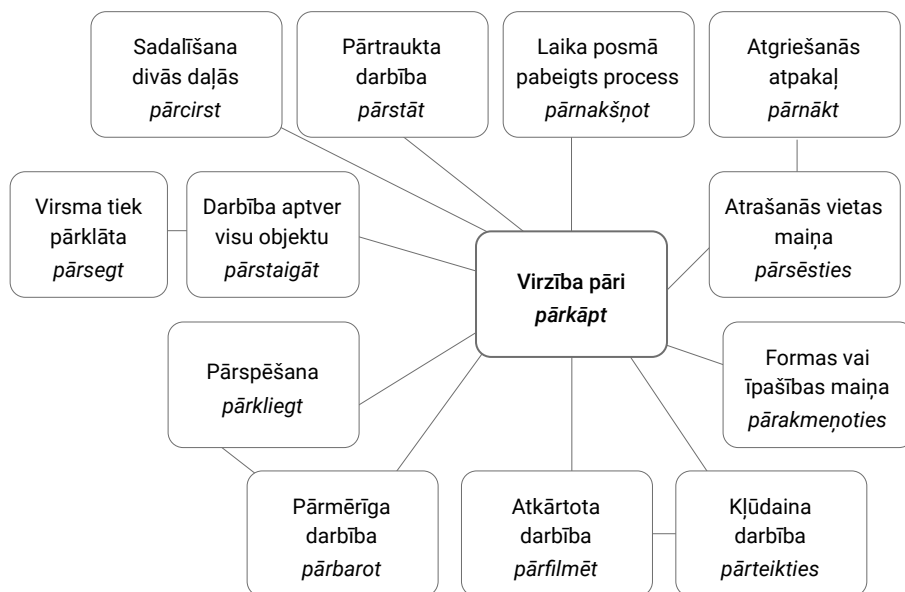 Sadalīšana
divās daļās
pārcirst
Pārtraukta
darbība
pārstāt
Laika posmā
pabeigts process
pārnakšņot
Atgriešanās
atpakaļ
pārnākt
Virsma tiek
pārklāta
pārsegt
Darbība aptver
visu objektu
pārstaigāt
Virzība pāri
pārkāpt
Atrašanās vietas
maiņa
pārsēsties
Pārspēšana
pārkliegt
Formas vai
īpašības maiņa
pārakmeņoties
Pārmērīga
darbība
pārbarot
Atkārtota
darbība
pārfilmēt
Kļūdaina
darbība
pārteikties